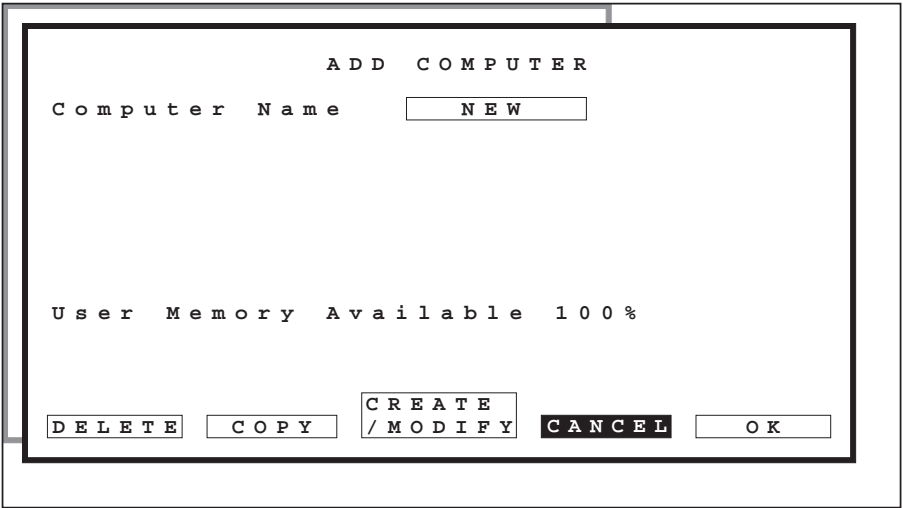 ADD COMPUTER
Computer Name NEW
User Memory Available 100%
DELETE COPY CREATE /MODIFY CANCEL OK